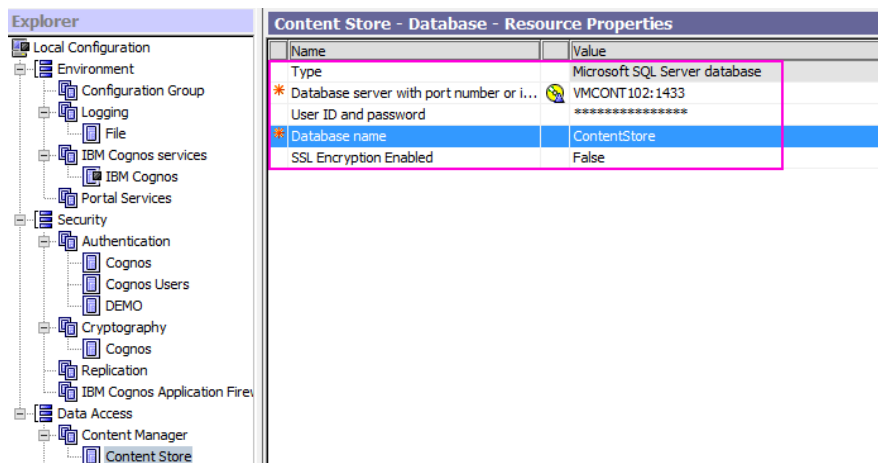 Explorer
Local Configuration
Environment
Configuration Group
Logging
File
IBM Cognos services
IBM Cognos
Portal Services
Security
Authentication
Cognos
Cognos Users
DEMO
Cryptography
Cognos
Replication
IBM Cognos Application Firew
Data Access
Content Manager
Content Store
Content Store - Database - Resource Properties
Name Value
Type Microsoft SQL Server database
* Database server with port number or i... VMCONT102:1433
User ID and password ***************
* Database name ContentStore
SSL Encryption Enabled False